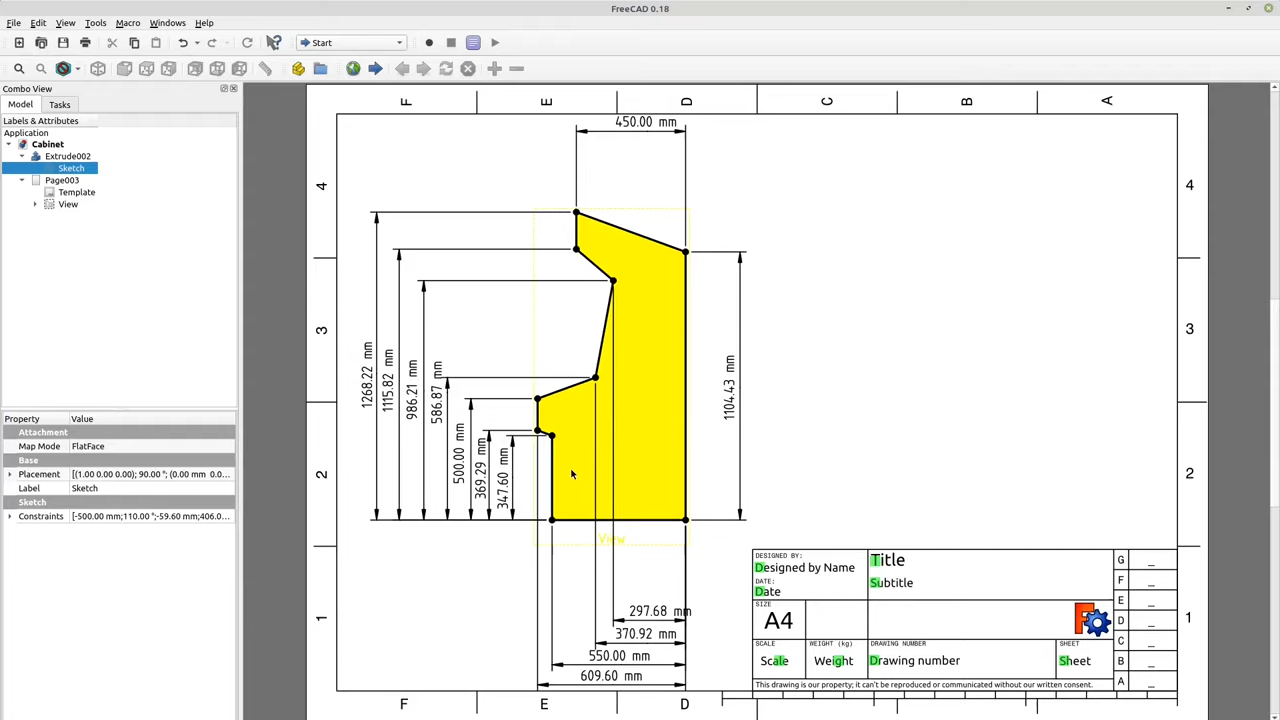 FreeCAD 0.18
File Edit View Tools Macro Windows Help
Start
Combo View
Model Tasks
Labels & Attributes
Application
Cabinet
Extrude002
Sketch
Page003
Template
View
Property Value
Attachment
Map Mode FlatFace
Base
Placement [(1.00 0.00 0.00); 90.00 °; (0.00 mm 0.0...
Label Sketch
Sketch
Constraints [-500.00 mm;110.00 °;-59.60 mm;406.0...
F E D C B A
450.00 mm
4 4
3 3
1268.22 mm
1115.82 mm
986.21 mm
586.87 mm
1104.43 mm
500.00 mm
369.29 mm
347.60 mm
2 2
View
297.68 mm
370.92 mm
550.00 mm
609.60 mm
1 1
DESIGNED BY:
Designed by Name
DATE:
Date
Title
Subtitle
SIZE
A4
SCALE
Scale
WEIGHT (kg)
Weight
DRAWING NUMBER
Drawing number
SHEET
Sheet
G _
F _
E _
D _
C _
B _
A _
This drawing is our property; it can't be reproduced or communicated without our written consent.
F E D